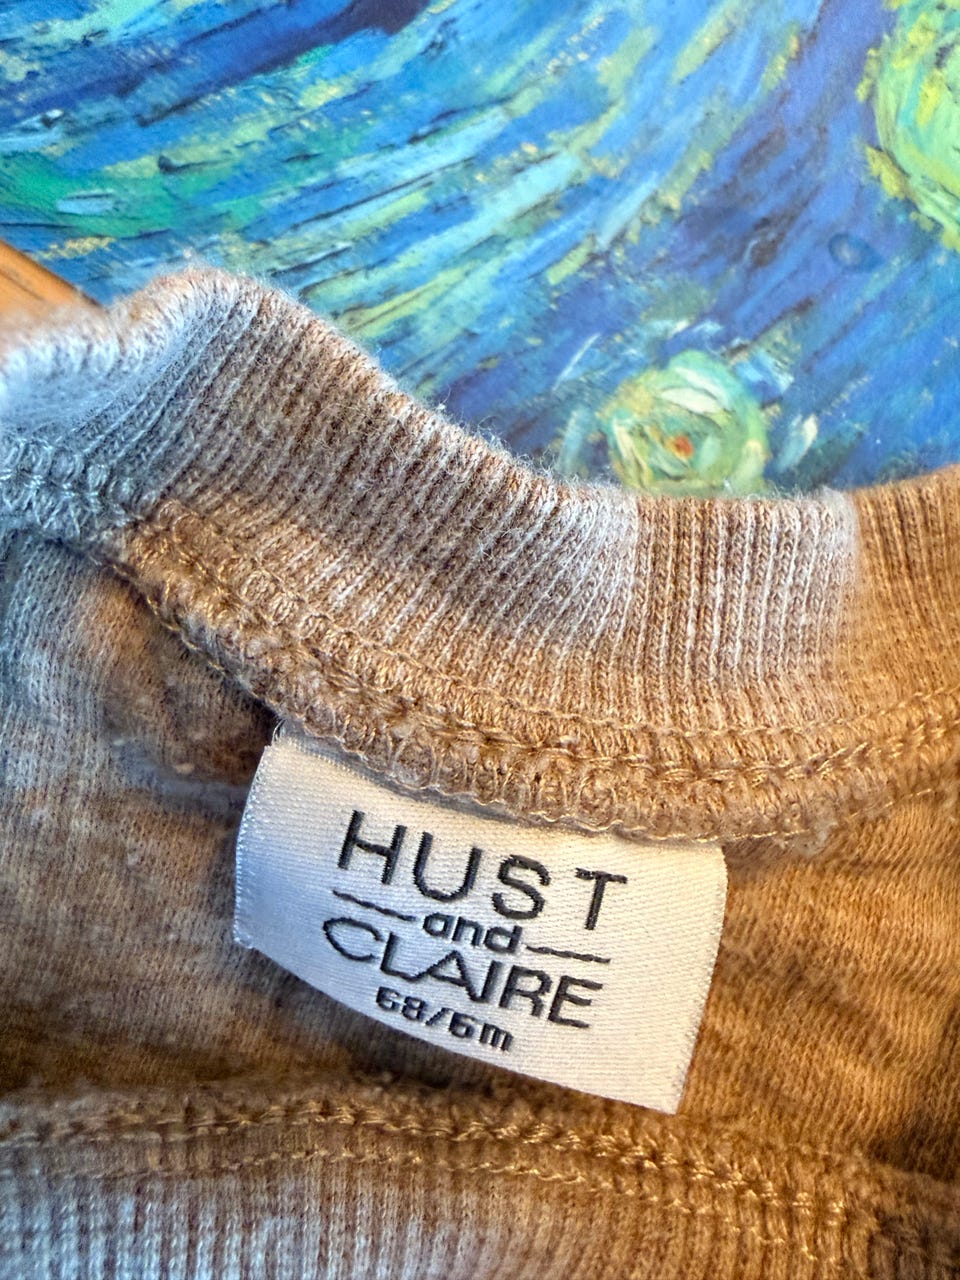 HUST
and
CLAIRE
68/6m